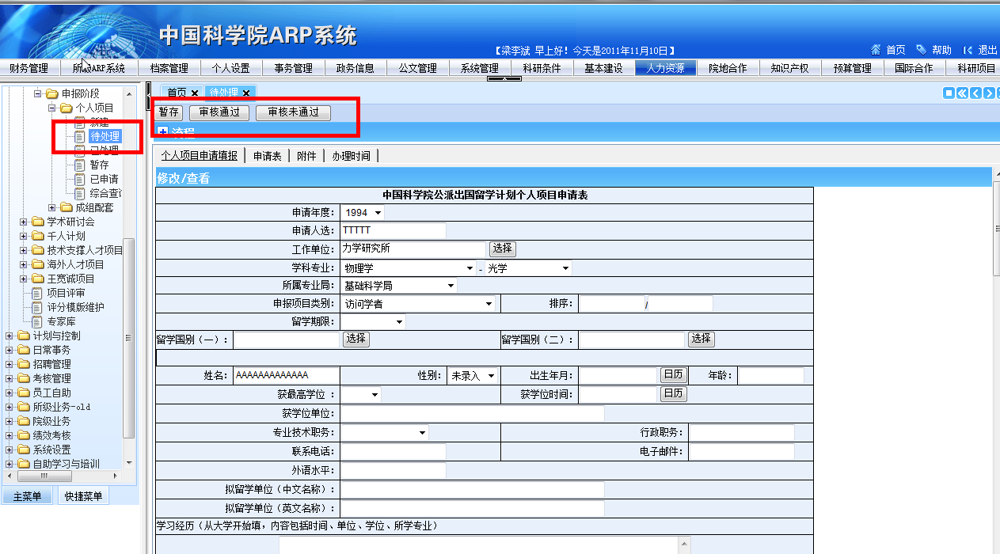 中国科学院ARP系统
【梁李斌 早上好! 今天是2011年11月10日】
首页 帮助 退出
财务管理 所级ARP系统 档案管理 个人设置 事务管理 政务信息 公文管理 系统管理 科研条件 基本建设 人力资源 院地合作 知识产权 预算管理 国际合作 科研项目
申报阶段
个人项目
新建
待处理
已处理
暂存
已申请
综合查询
成组配套
学术研讨会
千人计划
技术支撑人才项目
海外人才项目
王宽诚项目
项目评审
评分模版维护
专家库
计划与控制
日常事务
招聘管理
考核管理
员工自助
所级业务-old
院级业务
绩效考核
系统设置
自助学习与培训
主菜单 快捷菜单
首页 待处理
暂存 审核通过 审核未通过
流程
个人项目申请填报 申请表 附件 办理时间
修改/查看
中国科学院公派出国留学计划个人项目申请表
申请年度: 1994
申请人选: TTTTT
工作单位: 力学研究所 选择
学科专业: 物理学 - 光学
所属专业局: 基础科学局
申报项目类别: 访问学者 排序: /
留学期限:
留学国别(一): 选择 留学国别(二): 选择
姓名: AAAAAAAAAAAAA 性别: 未录入 出生年月: 日历 年龄:
获最高学位 : 获学位时间: 日历
获学位单位:
专业技术职务: 行政职务:
联系电话: 电子邮件:
外语水平:
拟留学单位(中文名称):
拟留学单位(英文名称):
学习经历(从大学开始填,内容包括时间、单位、学位、所学专业)